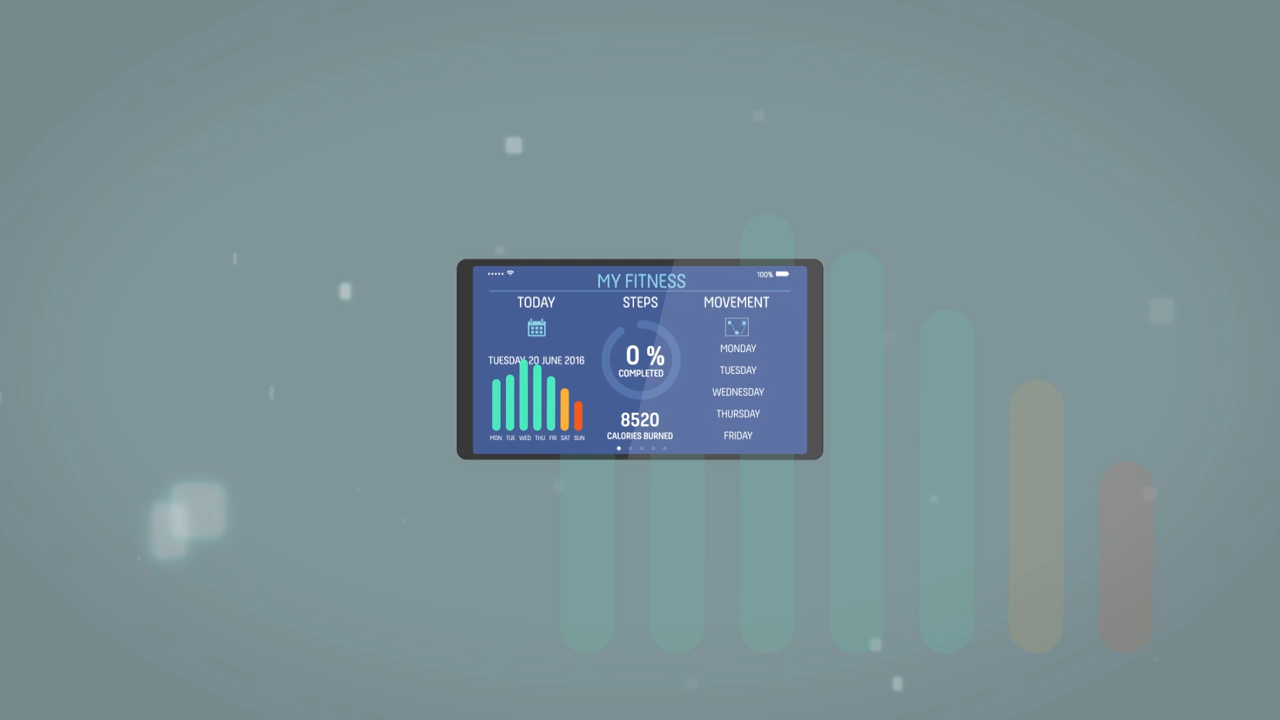 100%
MY FITNESS
TODAY
STEPS
MOVEMENT
TUESDAY 20 JUNE 2016
MON TUE WED THU FRI SAT SUN
0 %
COMPLETED
8520
CALORIES BURNED
MONDAY
TUESDAY
WEDNESDAY
THURSDAY
FRIDAY